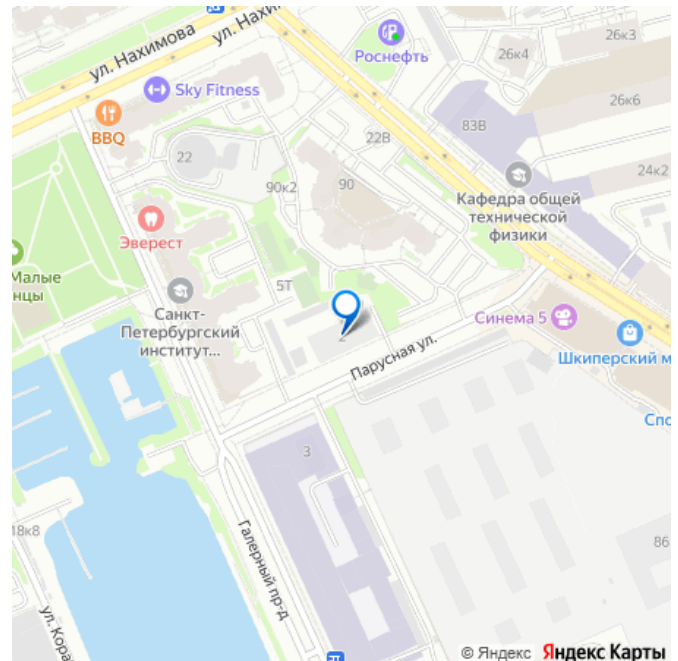 ул. Нахимова
ул. Нахи
Роснефть
26к3
26к4
Sky Fitness
BBQ
26к6
83В
22В
22
24к2
90к2
90
Кафедра общей
технической
физики
Эверест
Малые
нцы
5Т
Санкт-
Петербургский
институт...
2
Синема 5
Парусная ул.
Шкиперский м
Спо
3
18к8
Галерный пр-д
86
ул. Кора
© Яндекс Яндекс Карты